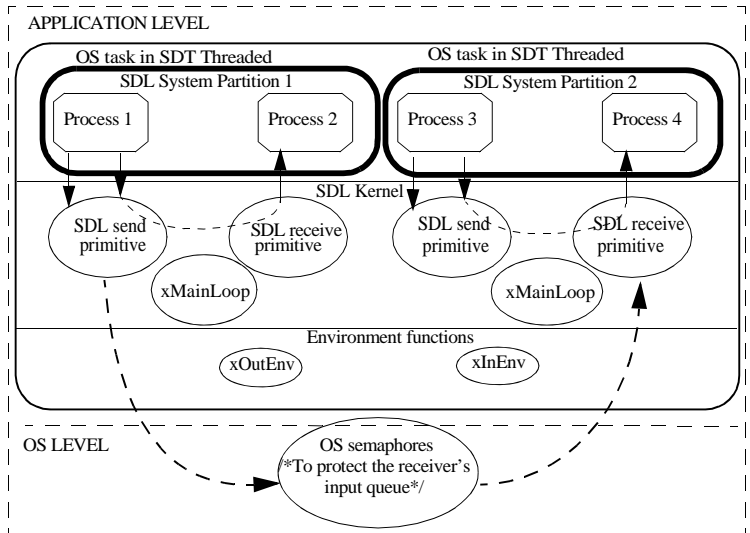 APPLICATION LEVEL
OS task in SDT Threaded
OS task in SDT Threaded
SDL System Partition 1
SDL System Partition 2
Process 1
Process 2
Process 3
Process 4
SDL Kernel
SDL send
primitive
SDL receive
primitive
SDL send
primitive
SDL receive
primitive
xMainLoop
xMainLoop
Environment functions
xOutEnv
xInEnv
OS LEVEL
OS semaphores
/*To protect the receiver's
input queue*/